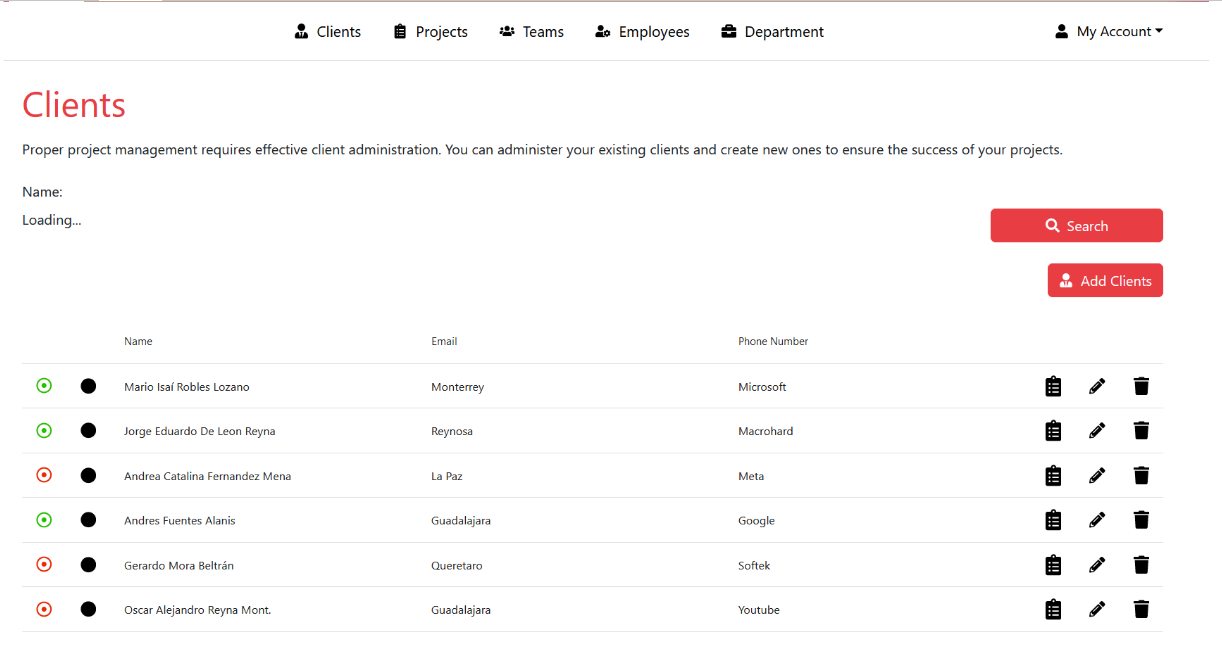 Clients Projects Teams Employees Department My Account
Clients
Proper project management requires effective client administration. You can administer your existing clients and create new ones to ensure the success of your projects.
Name:
Loading...
Search
Add Clients
Name Email Phone Number
Mario Isaí Robles Lozano Monterrey Microsoft
Jorge Eduardo De Leon Reyna Reynosa Macrohard
Andrea Catalina Fernandez Mena La Paz Meta
Andres Fuentes Alanis Guadalajara Google
Gerardo Mora Beltrán Queretaro Softek
Oscar Alejandro Reyna Mont. Guadalajara Youtube